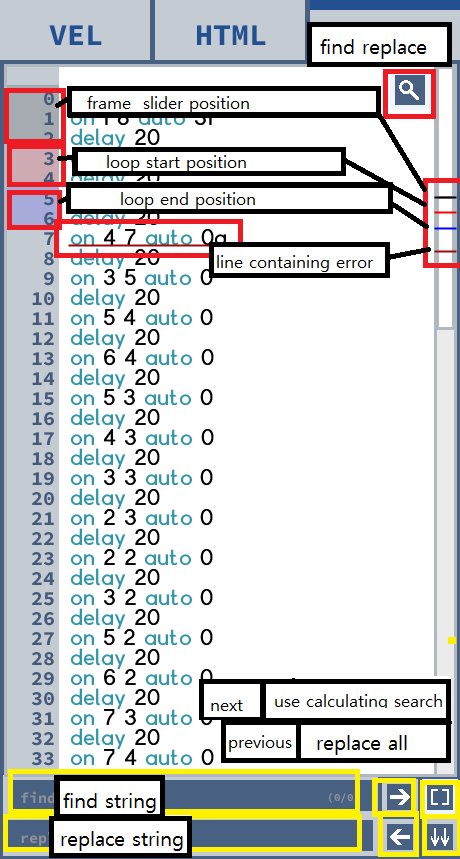 VEL HTML
find replace
0
frame slider position
1 on 1 8 auto 3f
2 delay 20
3
loop start position
4
5
loop end position
6 delay 20
7 on 4 7 auto 0a
8 delay 20
line containing error
9 on 3 5 auto 0
10 delay 20
11 on 5 4 auto 0
12 delay 20
13 on 6 4 auto 0
14 delay 20
15 on 5 3 auto 0
16 delay 20
17 on 4 3 auto 0
18 delay 20
19 on 3 3 auto 0
20 delay 20
21 on 2 3 auto 0
22 delay 20
23 on 2 2 auto 0
24 delay 20
25 on 3 2 auto 0
26 delay 20
27 on 5 2 auto 0
28 delay 20
29 on 6 2 auto 0
30 delay 20
next use calculating search
31 on 7 3 auto 0
32 delay 20
previous replace all
33 on 7 4 auto 0
find
find string
(0/0
rep
replace string